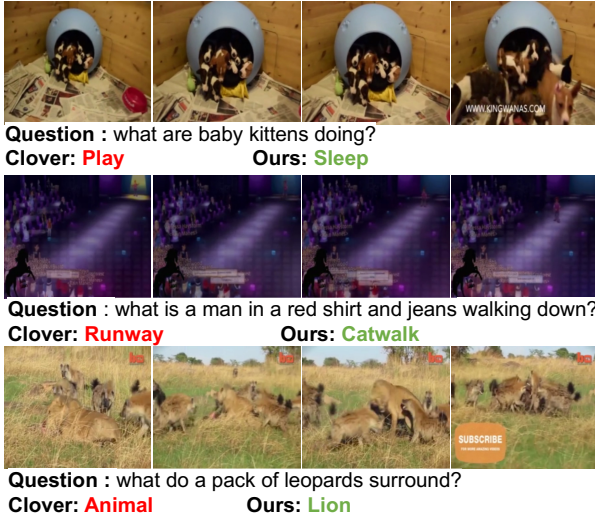 WWW.KINGWANAS.COM
Question : what are baby kittens doing?
Clover: Play Ours: Sleep
Question : what is a man in a red shirt and jeans walking down?
Clover: Runway Ours: Catwalk
SUBSCRIBE
Question : what do a pack of leopards surround?
Clover: Animal Ours: Lion